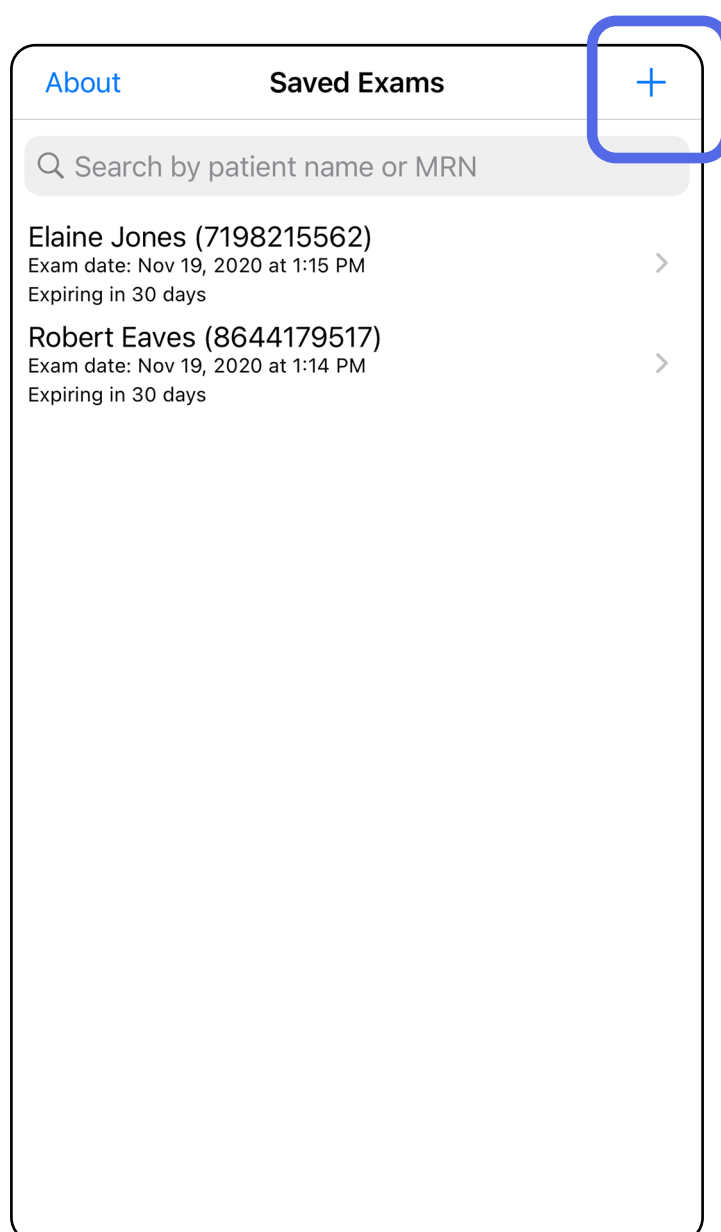 About Saved Exams +
Search by patient name or MRN
Elaine Jones (7198215562)
Exam date: Nov 19, 2020 at 1:15 PM
Expiring in 30 days
Robert Eaves (8644179517)
Exam date: Nov 19, 2020 at 1:14 PM
Expiring in 30 days